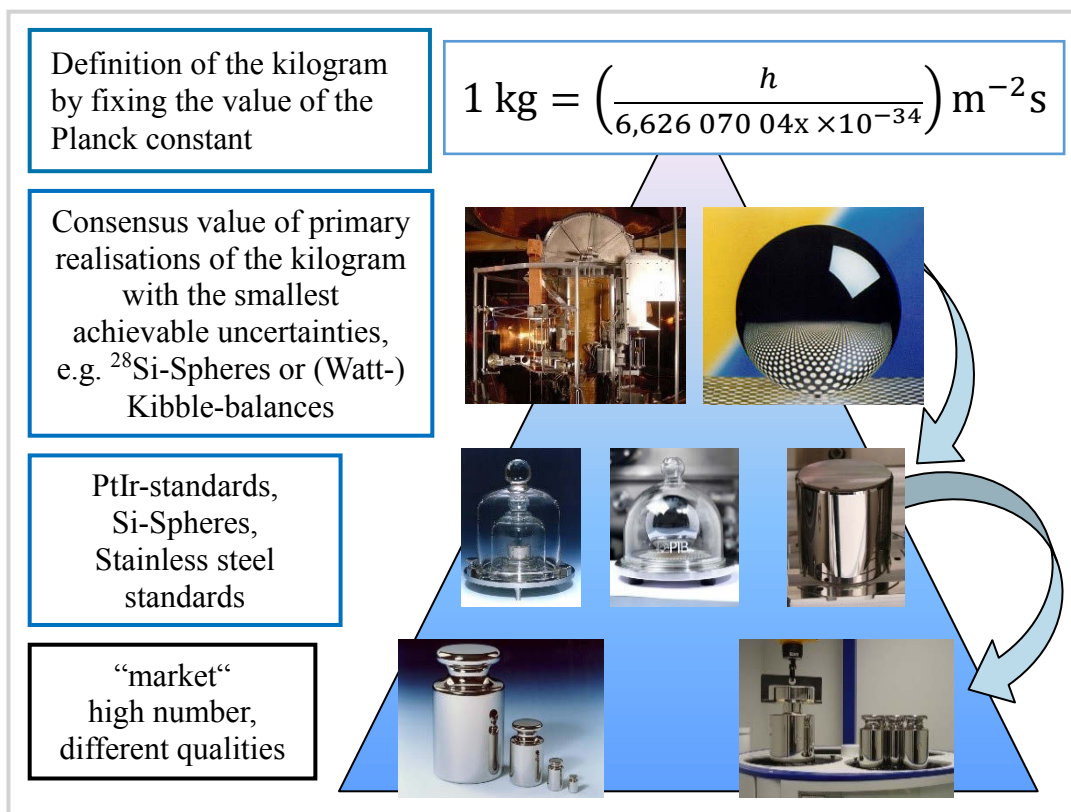 Definition of the kilogram
by fixing the value of the
Planck constant
1 kg = (h / 6,626 070 04x ×10⁻³⁴) m⁻²s
Consensus value of primary
realisations of the kilogram
with the smallest
achievable uncertainties,
e.g. ²⁸Si-Spheres or (Watt-)
Kibble-balances
PtIr-standards,
Si-Spheres,
Stainless steel
standards
PTB
“market“
high number,
different qualities